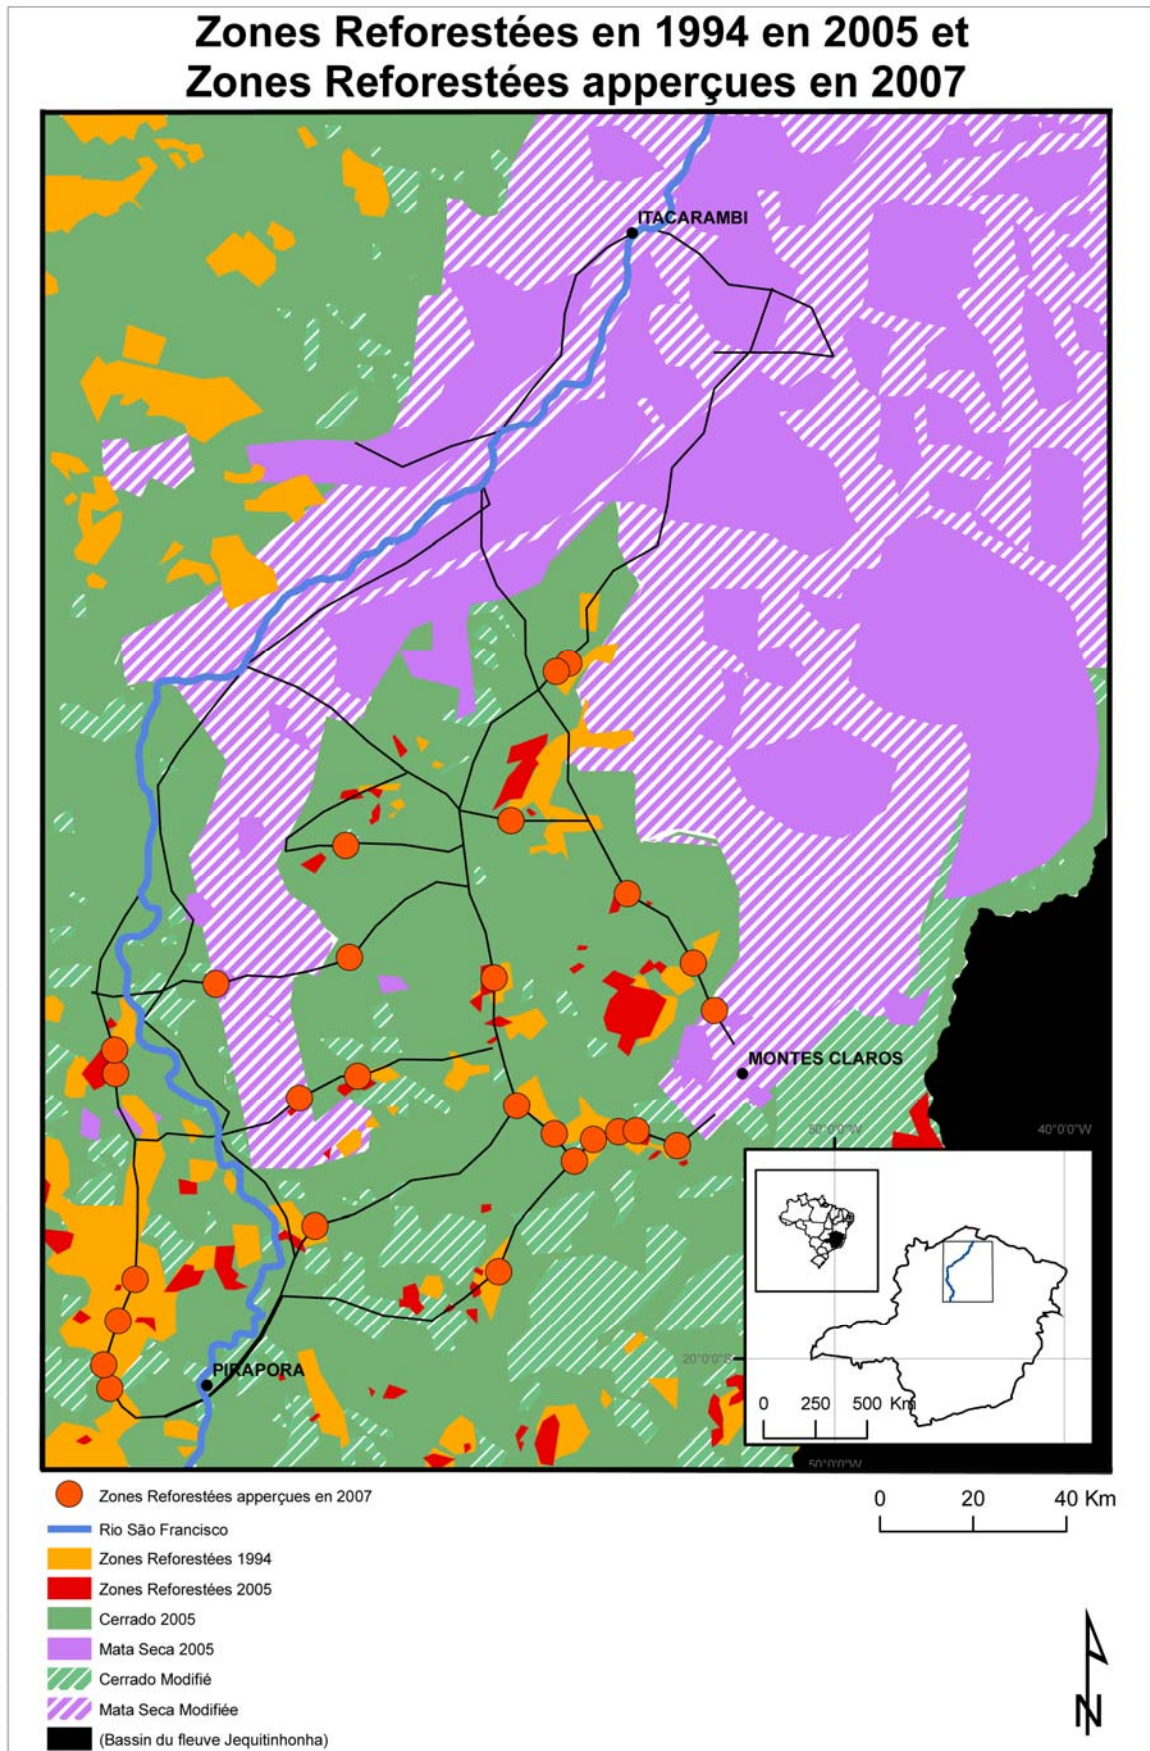 Zones Reforestées en 1994 en 2005 et
Zones Reforestées apperçues en 2007
ITACARAMBI
MONTES CLAROS
PIRAPORA
50°0'0"W
40°0'0"W
20°0'0"S
0 250 500 Km
50°0'0"W
Zones Reforestées apperçues en 2007
Rio São Francisco
Zones Reforestées 1994
Zones Reforestées 2005
Cerrado 2005
Mata Seca 2005
Cerrado Modifié
Mata Seca Modifiée
(Bassin du fleuve Jequitinhonha)
0 20 40 Km
N